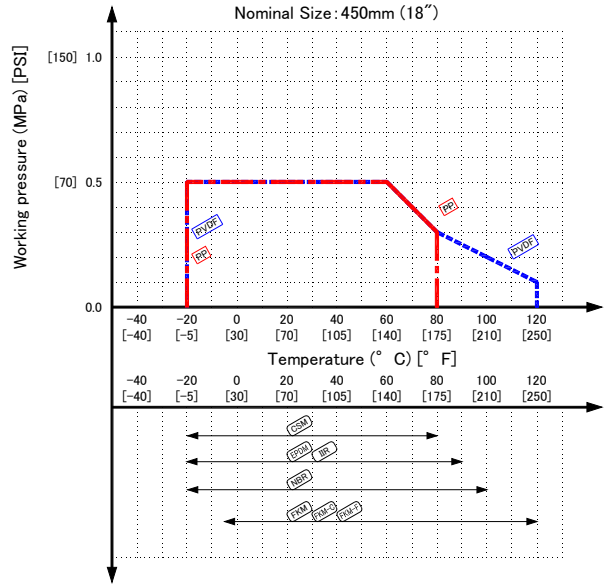 Nominal Size: 450mm (18")
Working pressure (MPa) [PSI]
[150] 1.0
[70] 0.5
0.0
PVDF
PP
PP
PVDF
-40 -20 0 20 40 60 80 100 120
[-40] [-5] [30] [70] [105] [140] [175] [210] [250]
Temperature (° C) [° F]
-40 -20 0 20 40 60 80 100 120
[-40] [-5] [30] [70] [105] [140] [175] [210] [250]
CSM
EPDM IIR
NBR
FKM FKM-C FKM-F